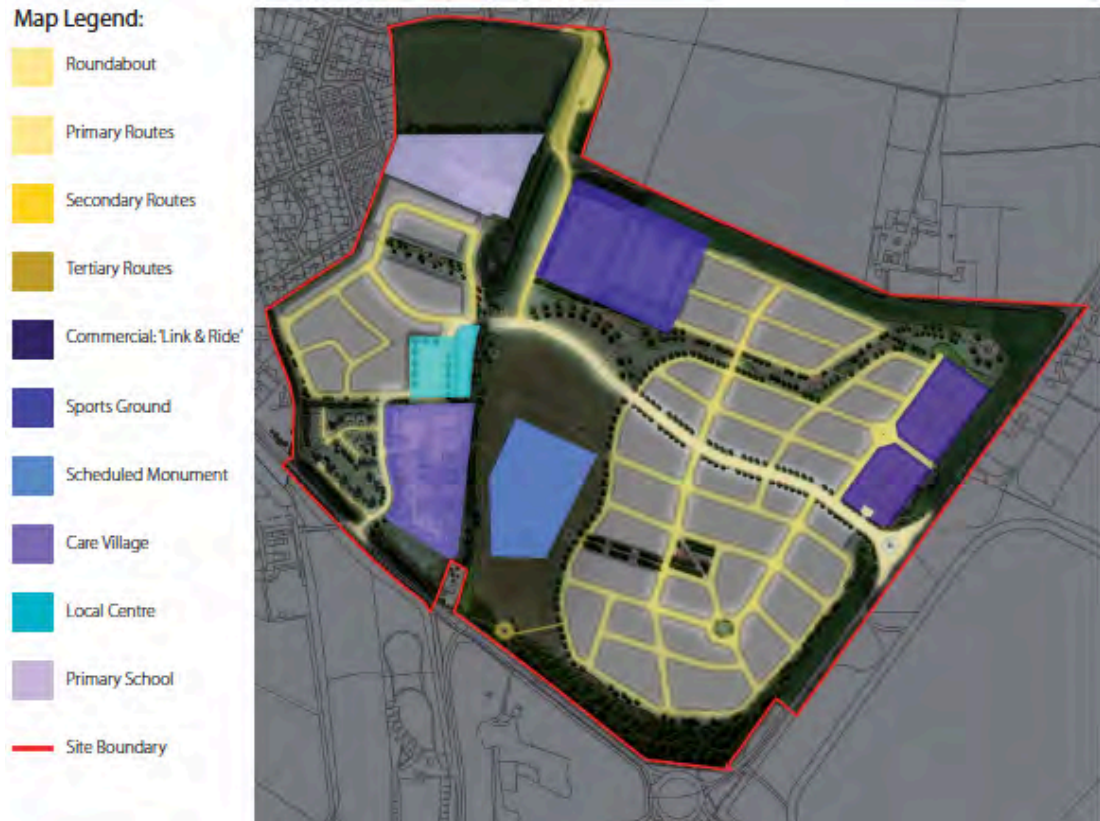 Map Legend:
Roundabout
Primary Routes
Secondary Routes
Tertiary Routes
Commercial: 'Link & Ride'
Sports Ground
Scheduled Monument
Care Village
Local Centre
Primary School
Site Boundary